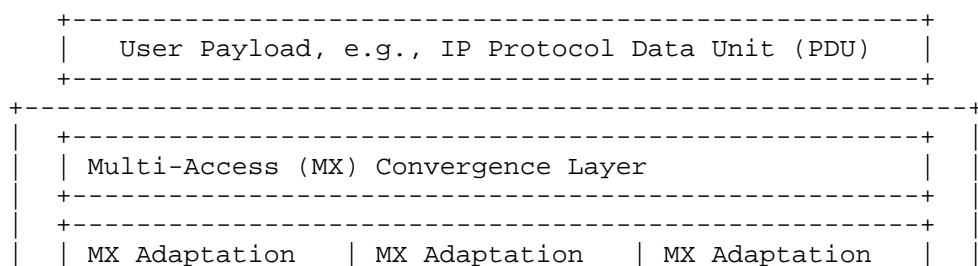 User Payload, e.g., IP Protocol Data Unit (PDU)
Multi-Access (MX) Convergence Layer
MX Adaptation | MX Adaptation | MX Adaptation